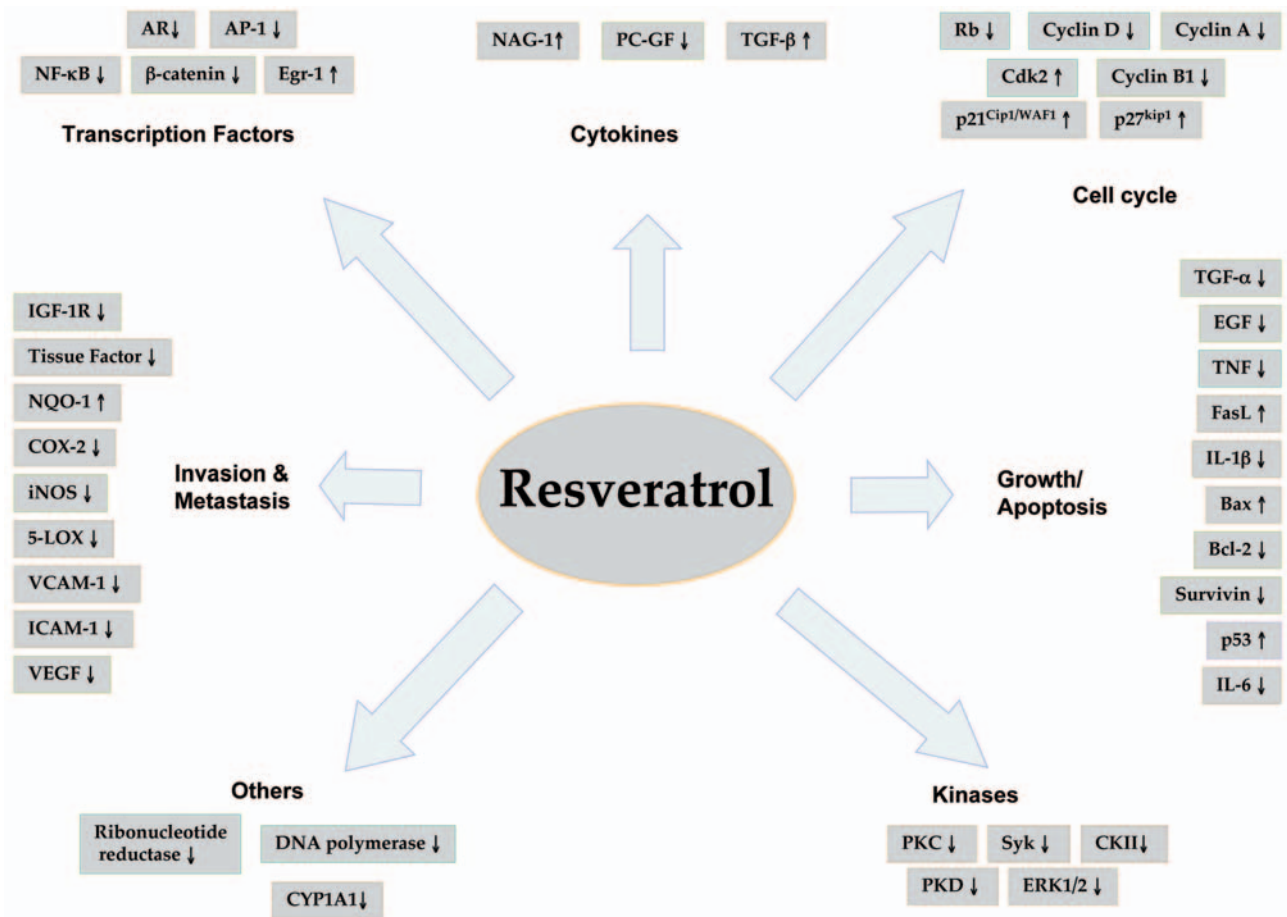 AR↓ AP-1 ↓
NF-κB ↓ β-catenin ↓ Egr-1 ↑
Transcription Factors
NAG-1↑ PC-GF ↓ TGF-β ↑
Cytokines
Rb ↓ Cyclin D ↓ Cyclin A ↓
Cdk2 ↑ Cyclin B1 ↓
p21Cip1/WAF1 ↑ p27kip1 ↑
Cell cycle
IGF-1R ↓
Tissue Factor ↓
NQO-1 ↑
COX-2 ↓
iNOS ↓
5-LOX ↓
VCAM-1 ↓
ICAM-1 ↓
VEGF ↓
Invasion &
Metastasis
Resveratrol
Growth/
Apoptosis
TGF-α ↓
EGF ↓
TNF ↓
FasL ↑
IL-1β ↓
Bax ↑
Bcl-2 ↓
Survivin ↓
p53 ↑
IL-6 ↓
Others
Ribonucleotide
reductase ↓
DNA polymerase ↓
CYP1A1↓
Kinases
PKC ↓ Syk ↓ CKII↓
PKD ↓ ERK1/2 ↓